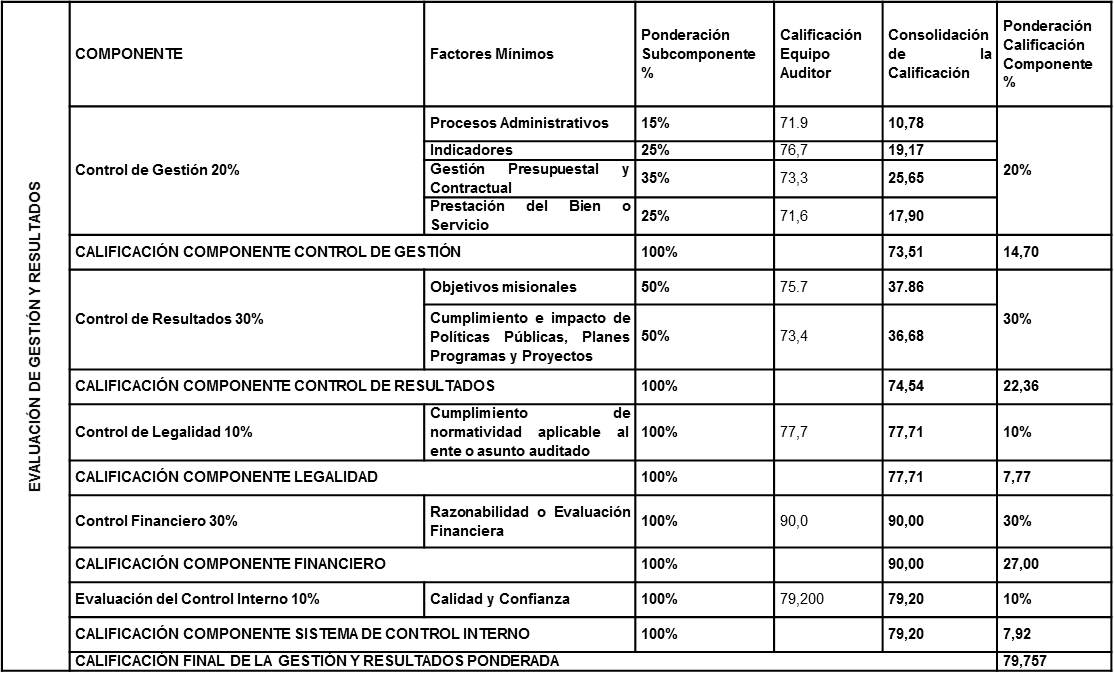 EVALUACIÓN DE GESTIÓN Y RESULTADOS
COMPONENTE
Factores Mínimos
Ponderación
Subcomponente
%
Calificación
Equipo
Auditor
Consolidación
de la
Calificación
Ponderación
Calificación
Componente
%
Control de Gestión 20%
Procesos Administrativos 15% 71.9 10,78
Indicadores 25% 76,7 19,17
Gestión Presupuestal y
Contractual
35% 73,3 25,65
Prestación del Bien o
Servicio
25% 71,6 17,90
20%
CALIFICACIÓN COMPONENTE CONTROL DE GESTIÓN 100% 73,51 14,70
Control de Resultados 30%
Objetivos misionales 50% 75.7 37.86
Cumplimiento e impacto de
Políticas Públicas, Planes
Programas y Proyectos
50% 73,4 36,68
30%
CALIFICACIÓN COMPONENTE CONTROL DE RESULTADOS 100% 74,54 22,36
Control de Legalidad 10%
Cumplimiento de
normatividad aplicable al
ente o asunto auditado
100% 77,7 77,71 10%
CALIFICACIÓN COMPONENTE LEGALIDAD 100% 77,71 7,77
Control Financiero 30%
Razonabilidad o Evaluación
Financiera
100% 90,0 90,00 30%
CALIFICACIÓN COMPONENTE FINANCIERO 100% 90,00 27,00
Evaluación del Control Interno 10% Calidad y Confianza 100% 79,200 79,20 10%
CALIFICACIÓN COMPONENTE SISTEMA DE CONTROL INTERNO 100% 79,20 7,92
CALIFICACIÓN FINAL DE LA GESTIÓN Y RESULTADOS PONDERADA 79,757